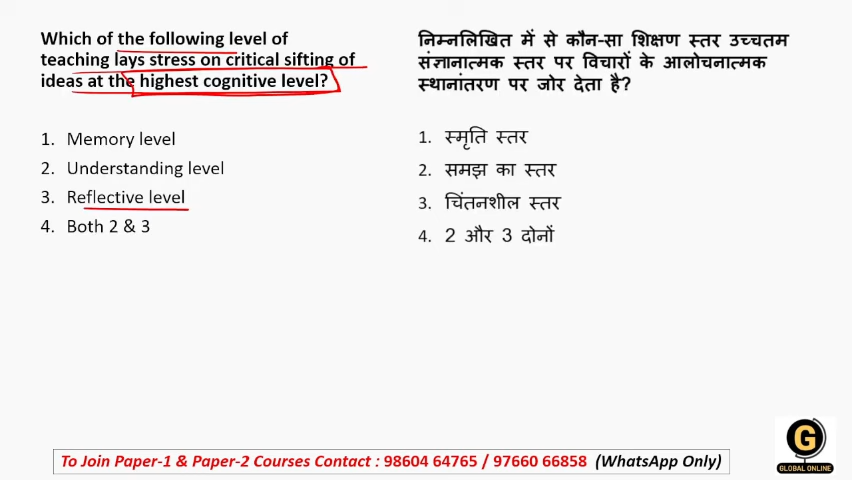 Which of the following level of
teaching lays stress on critical sifting of
ideas at the highest cognitive level?
1. Memory level
2. Understanding level
3. Reflective level
4. Both 2 & 3
निम्नलिखित में से कौन-सा शिक्षण स्तर उच्चतम
संज्ञानात्मक स्तर पर विचारों के आलोचनात्मक
स्थानांतरण पर जोर देता है?
1. स्मृति स्तर
2. समझ का स्तर
3. चिंतनशील स्तर
4. 2 और 3 दोनों
G
GLOBAL ONLINE
To Join Paper-1 & Paper-2 Courses Contact : 98604 64765 / 97660 66858 (WhatsApp Only)